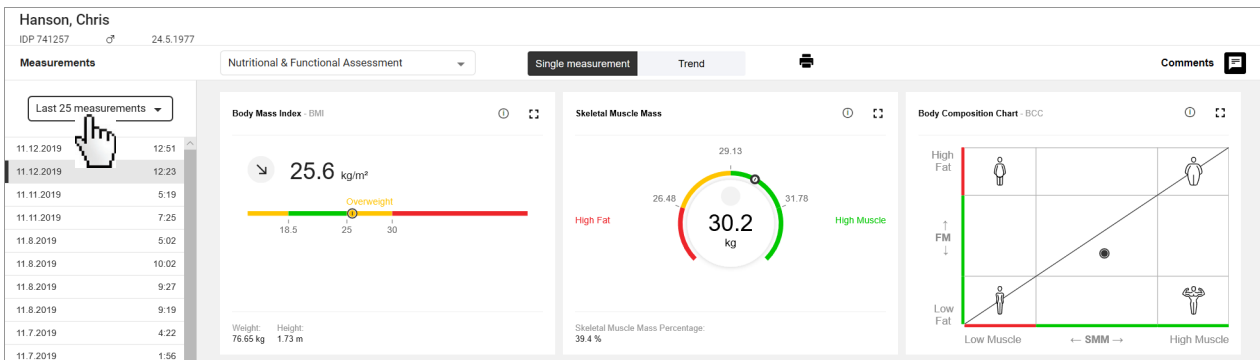 Hanson, Chris
IDP 741257 ♂ 24.5.1977
Measurements
Nutritional & Functional Assessment
Single measurement Trend
Comments
Last 25 measurements
11.12.2019 12:51
11.12.2019 12:23
11.11.2019 5:19
11.11.2019 7:25
11.8.2019 5:02
11.8.2019 10:02
11.8.2019 9:27
11.8.2019 9:19
11.7.2019 4:22
11.7.2019 1:56
Body Mass Index - BMI
25.6 kg/m²
Overweight
18.5 25 30
Weight: Height:
76.65 kg 1.73 m
Skeletal Muscle Mass
29.13
26.48 31.78
High Fat 30.2 High Muscle
kg
Skeletal Muscle Mass Percentage:
39.4 %
Body Composition Chart - BCC
High
Fat
↑
FM
↓
Low
Fat
Low Muscle ← SMM → High Muscle